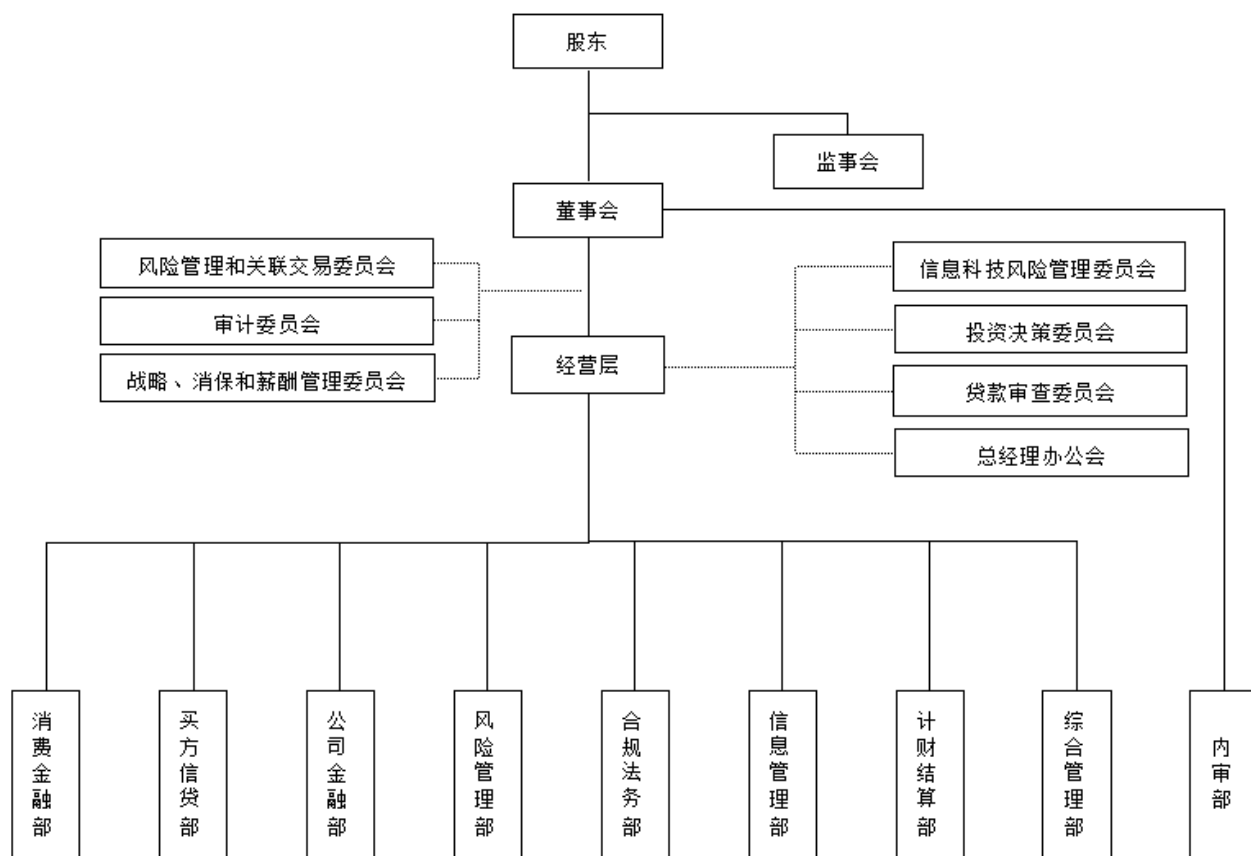 股东
监事会
董事会
风险管理和关联交易委员会
审计委员会
战略、消保和薪酬管理委员会
信息科技风险管理委员会
投资决策委员会
贷款审查委员会
总经理办公会
经营层
消费金融部
买方信贷部
公司金融部
风险管理部
合规法务部
信息管理部
计财结算部
综合管理部
内审部